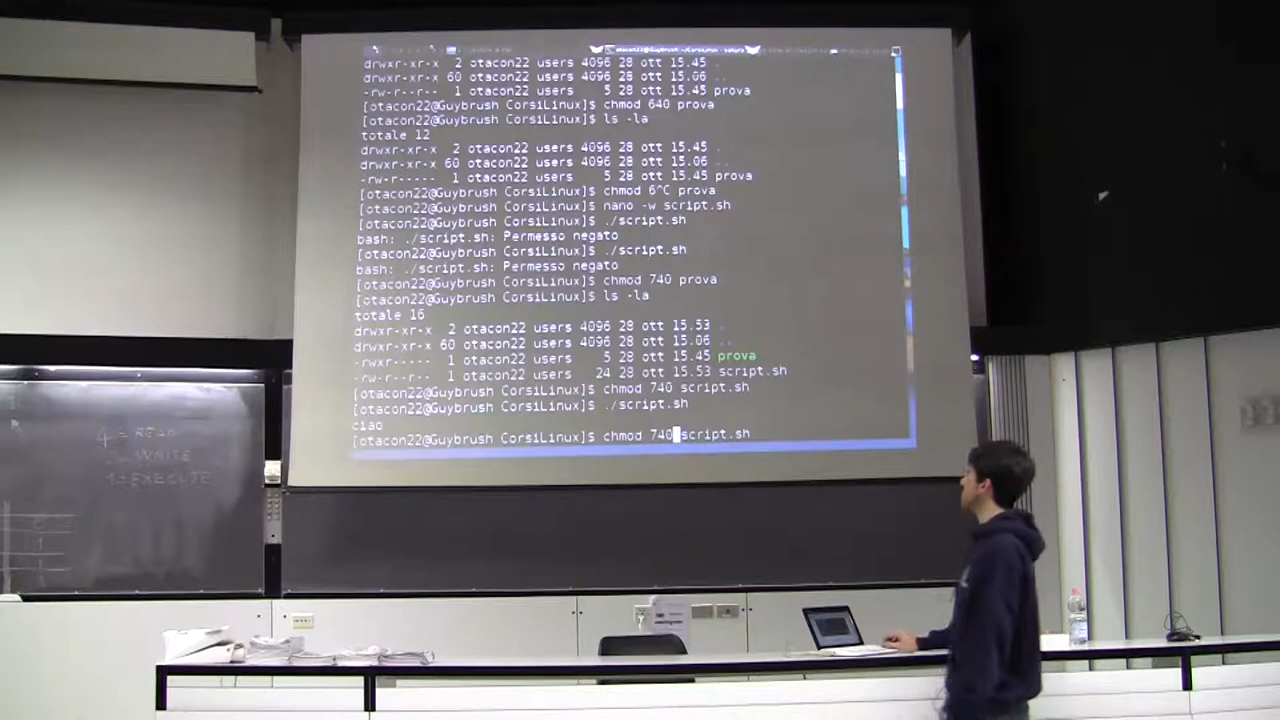 otacon22@Guybrush:~/CorsiLinux
drwxr-xr-x 2 otacon22 users 4096 28 ott 15.45 .
drwxr-xr-x 60 otacon22 users 4096 28 ott 15.06 ..
-rw-r--r-- 1 otacon22 users 5 28 ott 15.45 prova
[otacon22@Guybrush CorsiLinux]$ chmod 640 prova
[otacon22@Guybrush CorsiLinux]$ ls -la
totale 12
drwxr-xr-x 2 otacon22 users 4096 28 ott 15.45 .
drwxr-xr-x 60 otacon22 users 4096 28 ott 15.06 ..
-rw-r----- 1 otacon22 users 5 28 ott 15.45 prova
[otacon22@Guybrush CorsiLinux]$ chmod 6^C prova
[otacon22@Guybrush CorsiLinux]$ nano -w script.sh
[otacon22@Guybrush CorsiLinux]$ ./script.sh
bash: ./script.sh: Permesso negato
[otacon22@Guybrush CorsiLinux]$ ./script.sh
bash: ./script.sh: Permesso negato
[otacon22@Guybrush CorsiLinux]$ chmod 740 prova
[otacon22@Guybrush CorsiLinux]$ ls -la
totale 16
drwxr-xr-x 2 otacon22 users 4096 28 ott 15.53 .
drwxr-xr-x 60 otacon22 users 4096 28 ott 15.06 ..
-rwxr----- 1 otacon22 users 5 28 ott 15.45 prova
-rw-r--r-- 1 otacon22 users 24 28 ott 15.53 script.sh
[otacon22@Guybrush CorsiLinux]$ chmod 740 script.sh
[otacon22@Guybrush CorsiLinux]$ ./script.sh
ciao
[otacon22@Guybrush CorsiLinux]$ chmod 740 script.sh
4 = READ
WRITE
1 = EXECUTE